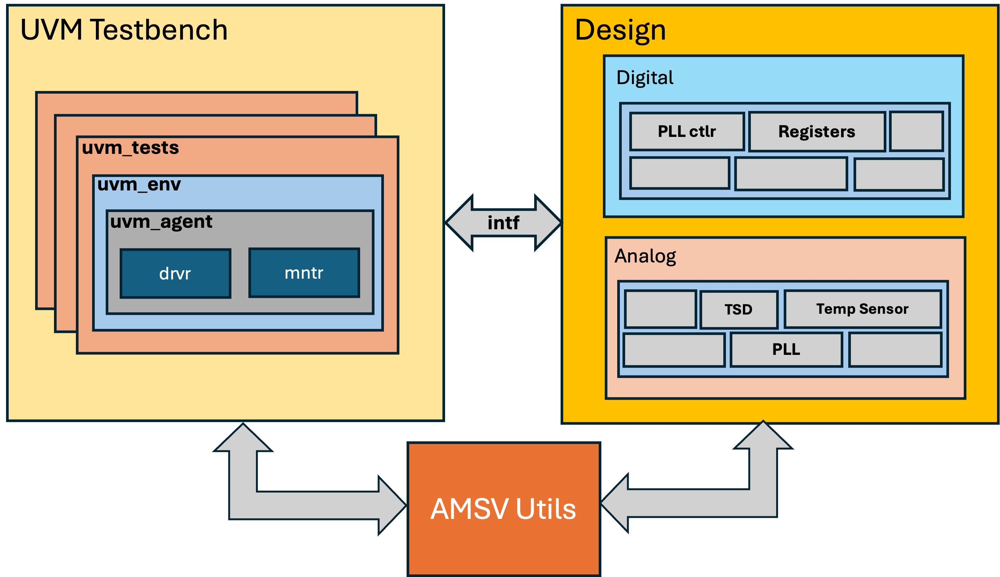 UVM Testbench
uvm_tests
uvm_env
uvm_agent
drvr
mntr
intf
Design
Digital
PLL ctlr
Registers
Analog
TSD
Temp Sensor
PLL
AMSV Utils